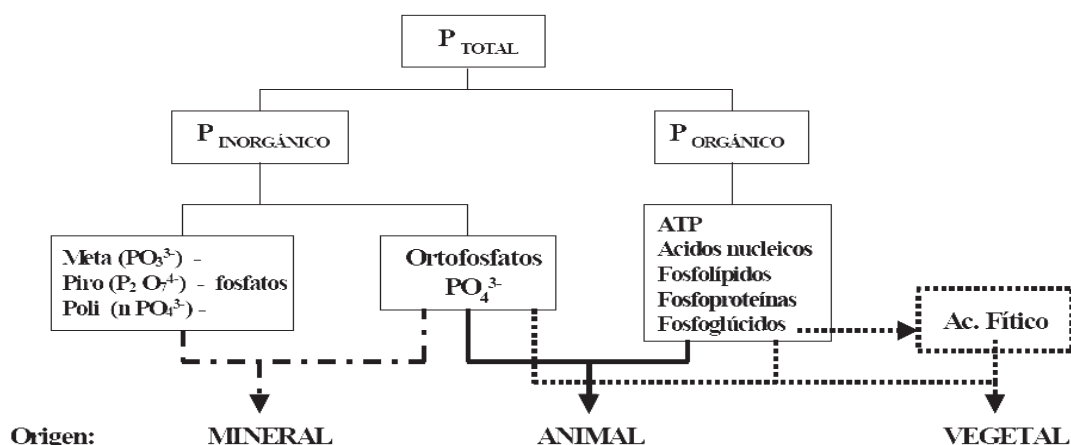 P TOTAL
P INORGÁNICO
P ORGÁNICO
Meta (PO₃³⁻) -
Piro (P₂ O₇⁴⁻) - fosfatos
Poli (n PO₄³⁻) -
Ortofosfatos
PO₄³⁻
ATP
Acidos nucleicos
Fosfolípidos
Fosfoproteínas
Fosfoglúcidos
Ac. Fítico
Origen: MINERAL ANIMAL VEGETAL